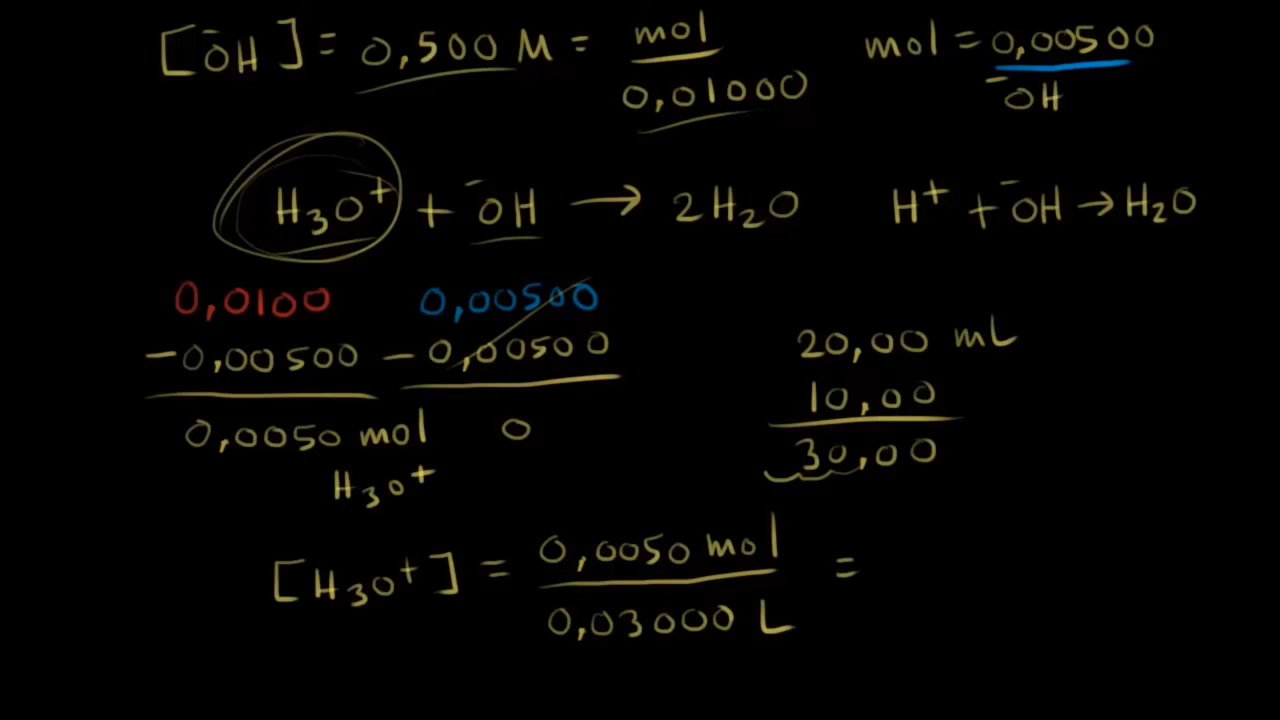 [⁻OH] = 0,500 M = mol / 0,01000
mol = 0,00500
⁻OH
H₃O⁺ + ⁻OH → 2H₂O
H⁺ + ⁻OH → H₂O
0,0100 0,00500
-0,00500 -0,00500
0,0050 mol 0
H₃O⁺
20,00 mL
10,00
30,00
[H₃O⁺] = 0,0050 mol / 0,03000 L =